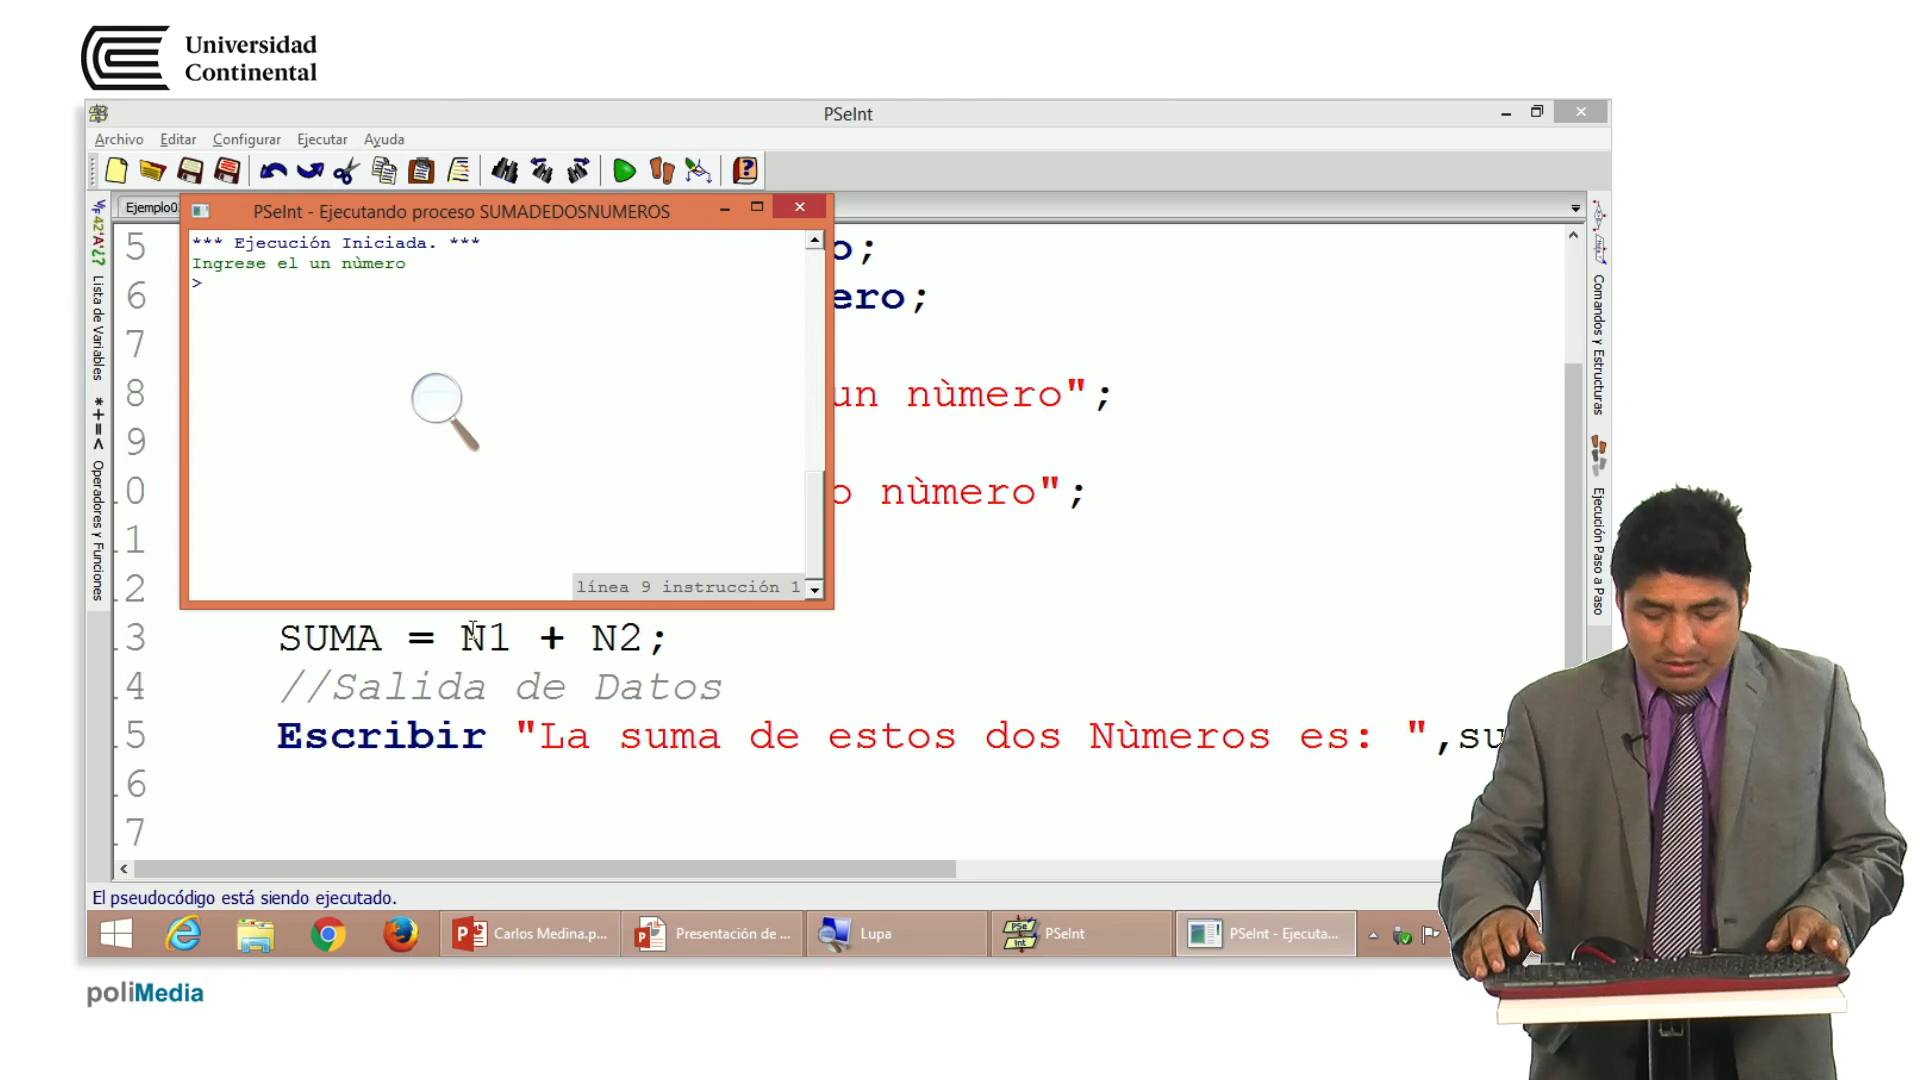 Universidad
Continental
PSeInt
Archivo Editar Configurar Ejecutar Ayuda
Ejemplo0
PSeInt - Ejecutando proceso SUMADEDOSNUMEROS
*** Ejecución Iniciada. ***
Ingrese el un nùmero
>
línea 9 instrucción 1
5 o;
6 ero;
7
8 un nùmero";
9
.0 o nùmero";
.1
.2
.3 SUMA = N1 + N2;
.4 //Salida de Datos
.5 Escribir "La suma de estos dos Nùmeros es: ",su
.6
.7
Lista de Variables
*+=< Operadores y Funciones
Comandos y Estructuras
Ejecución Paso a Paso
El pseudocódigo está siendo ejecutado.
Carlos Medina.p...
Presentación de ...
Lupa
PSeInt
PSeInt - Ejecuta...
poliMedia